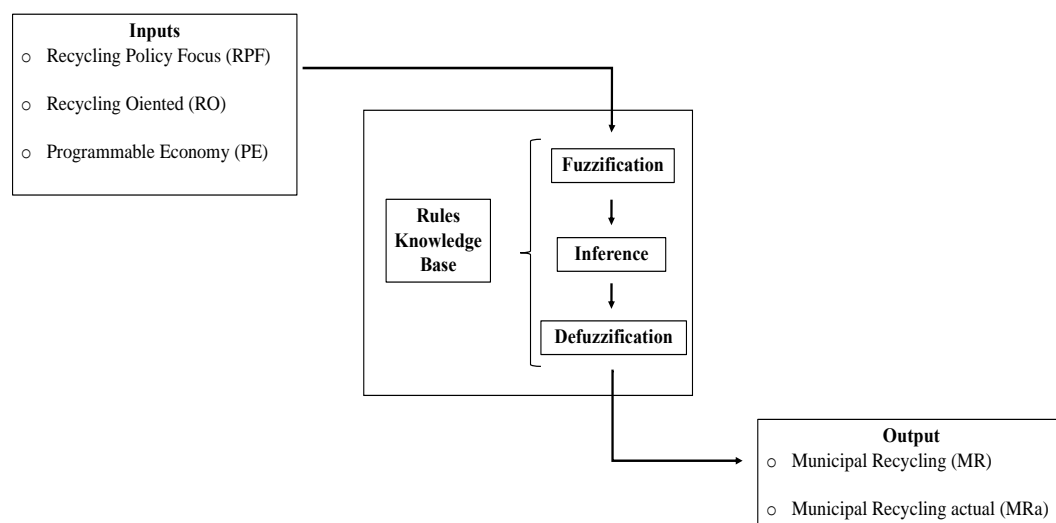 Inputs
○ Recycling Policy Focus (RPF)
○ Recycling Oiented (RO)
○ Programmable Economy (PE)
Fuzzification
Rules
Knowledge
Base
Inference
Defuzzification
Output
○ Municipal Recycling (MR)
○ Municipal Recycling actual (MRa)